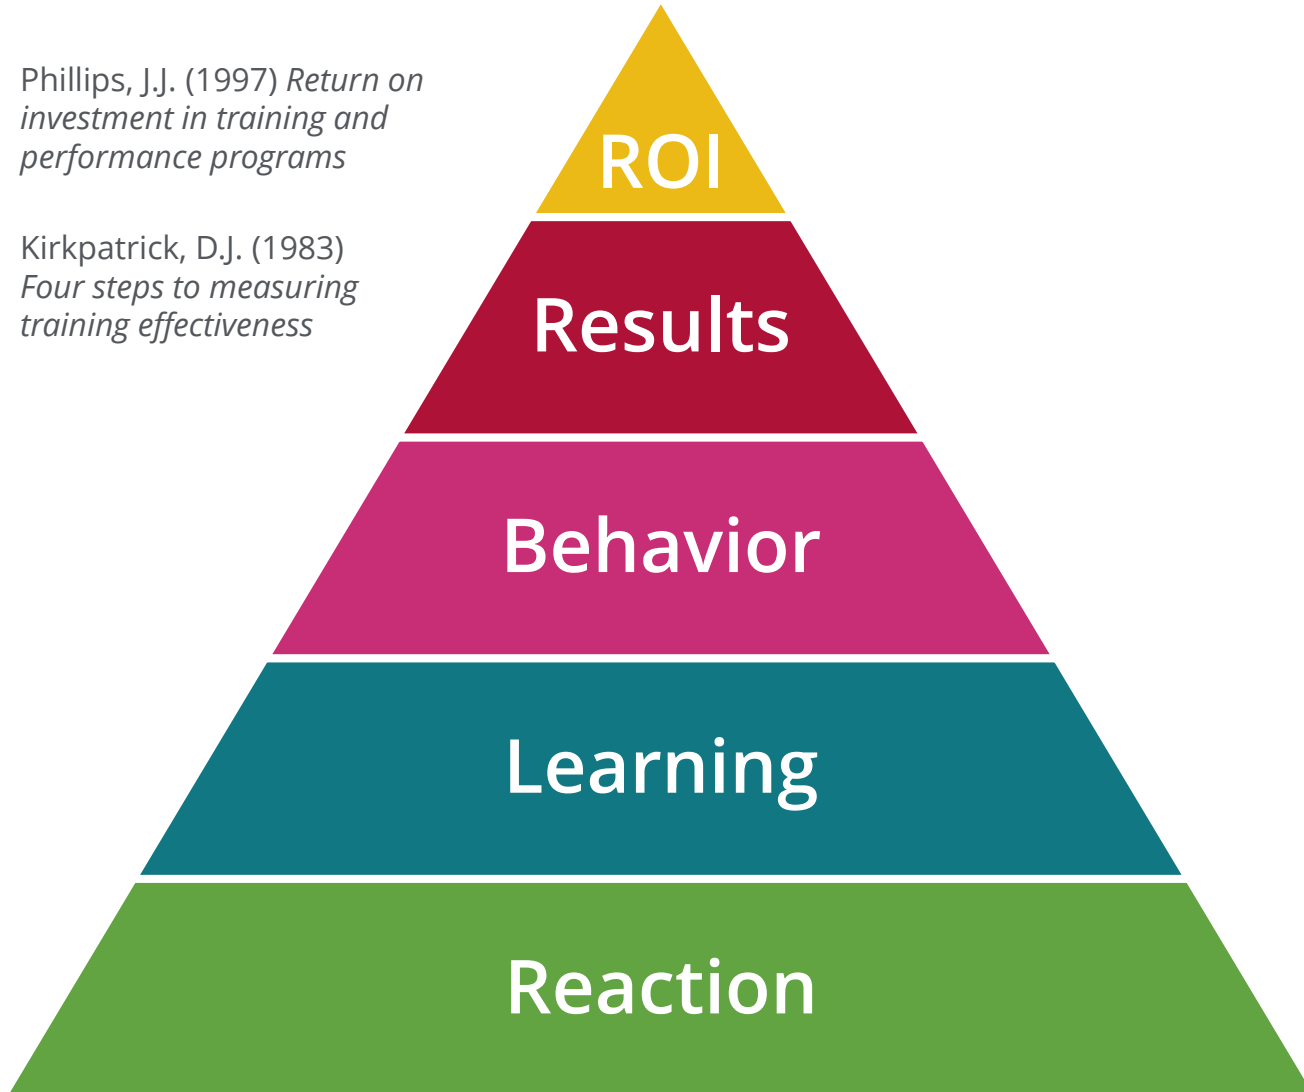 Phillips, J.J. (1997) Return on
investment in training and
performance programs
Kirkpatrick, D.J. (1983)
Four steps to measuring
training effectiveness
ROI
Results
Behavior
Learning
Reaction